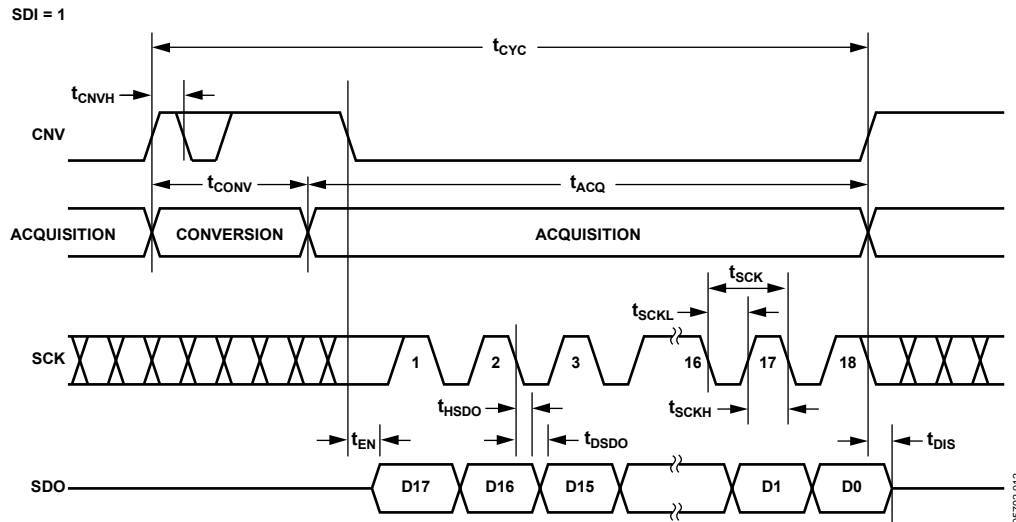 SDI = 1
tCYC
tCNVH
CNV
tCONV
tACQ
ACQUISITION
CONVERSION
ACQUISITION
tSCK
tSCKL
SCK
1
2
3
16
17
18
tHSDO
tSCKH
tEN
tDSDO
tDIS
SDO
D17
D16
D15
D1
D0